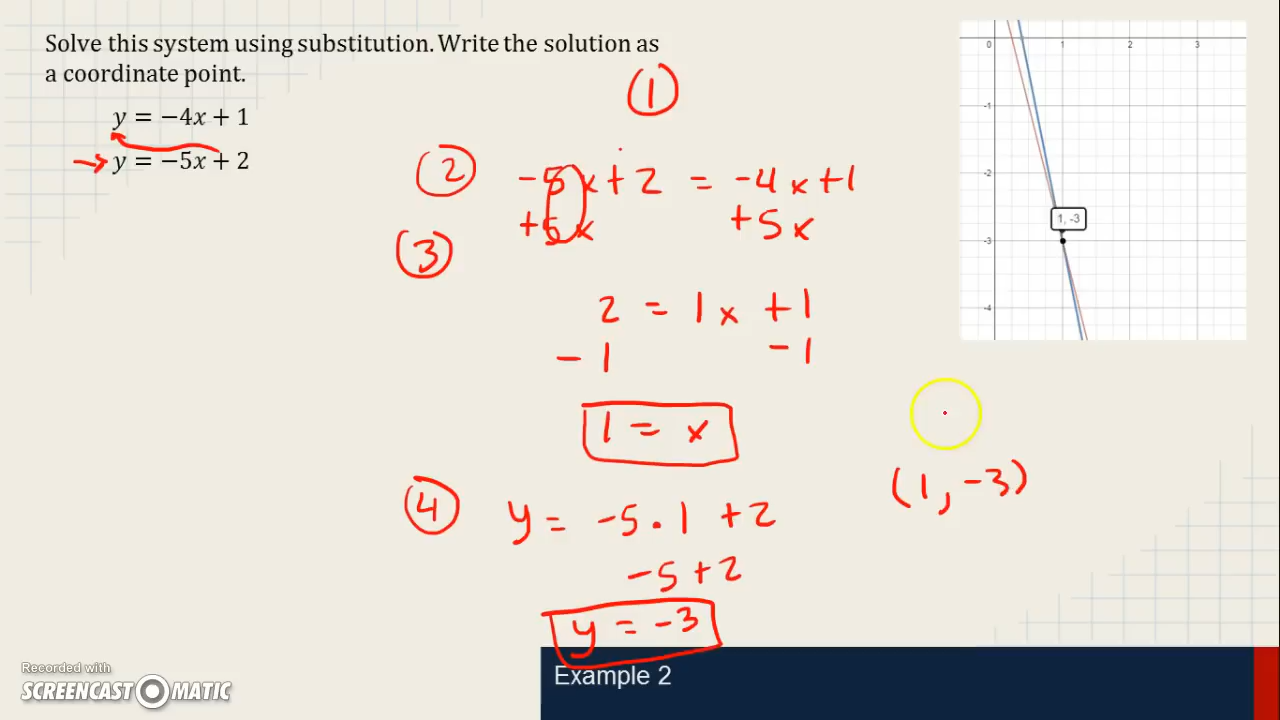 Solve this system using substitution. Write the solution as
a coordinate point.
y = −4x + 1
→ y = −5x + 2
①
② -5x+2 = -4x+1
+5x +5x
③
2 = 1x +1
-1 -1
1 = x
④ y = -5·1 +2
-5+2
y = -3
(1, -3)
0 1 2 3
-1
-2
1, -3
-3
-4
Example 2
Recorded with
SCREENCAST-O-MATIC